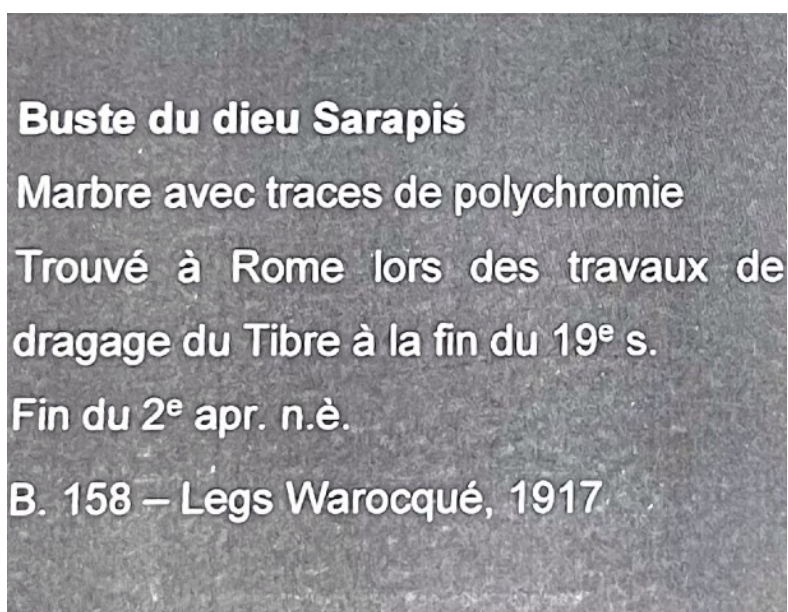 Buste du dieu Sarapis
Marbre avec traces de polychromie
Trouvé à Rome lors des travaux de
dragage du Tibre à la fin du 19e s.
Fin du 2e apr. n.è.
B. 158 – Legs Warocqué, 1917